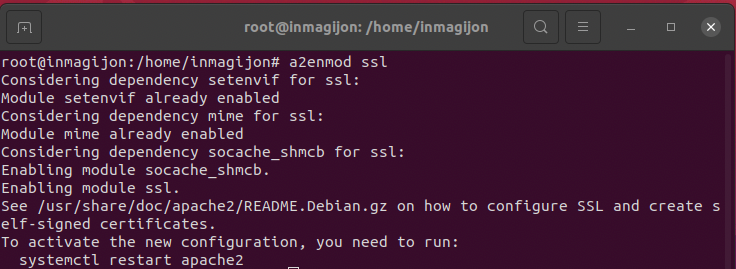 root@inmagijon: /home/inmagijon
root@inmagijon:/home/inmagijon# a2enmod ssl
Considering dependency setenvif for ssl:
Module setenvif already enabled
Considering dependency mime for ssl:
Module mime already enabled
Considering dependency socache_shmcb for ssl:
Enabling module socache_shmcb.
Enabling module ssl.
See /usr/share/doc/apache2/README.Debian.gz on how to configure SSL and create s
elf-signed certificates.
To activate the new configuration, you need to run:
  systemctl restart apache2